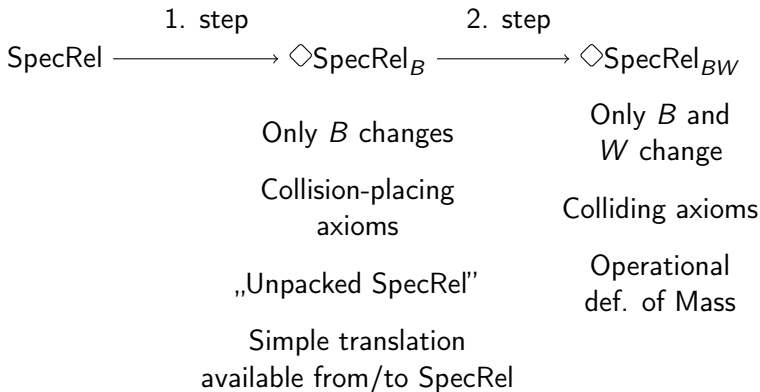 1. step
2. step
SpecRel
◇SpecRel_B
◇SpecRel_BW
Only B changes
Collision-placing
axioms
„Unpacked SpecRel”
Simple translation
available from/to SpecRel
Only B and
W change
Colliding axioms
Operational
def. of Mass